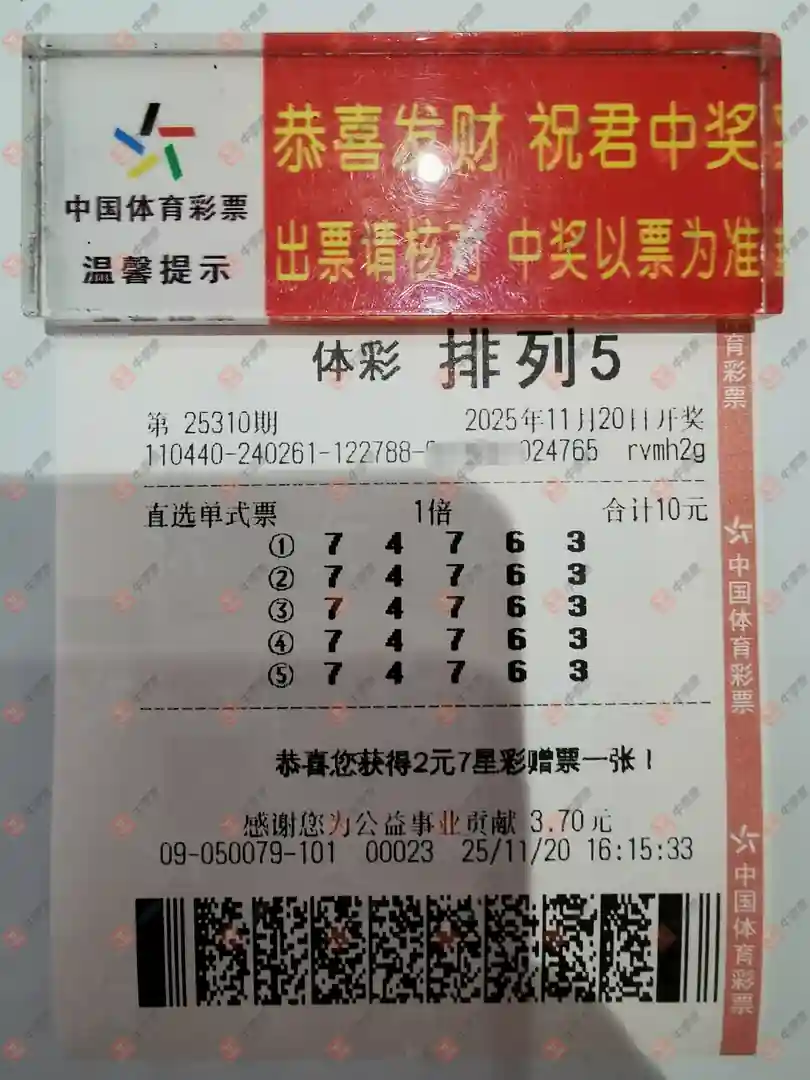 恭喜发财 祝君中奖
中国体育彩票
出票请核对 中奖以票为准
温馨提示
体彩 排列5
第 25310期 2025年11月20日开奖
110440-240261-122788- 024765 rvmh2g
直选单式票 1倍 合计10元
① 7 4 7 6 3
② 7 4 7 6 3
③ 7 4 7 6 3
④ 7 4 7 6 3
⑤ 7 4 7 6 3
恭喜您获得2元7星彩赠票一张!
感谢您为公益事业贡献 3.70元
09-050079-101 00023 25/11/20 16:15:33
育彩票
中国体育彩票
中国体育彩票